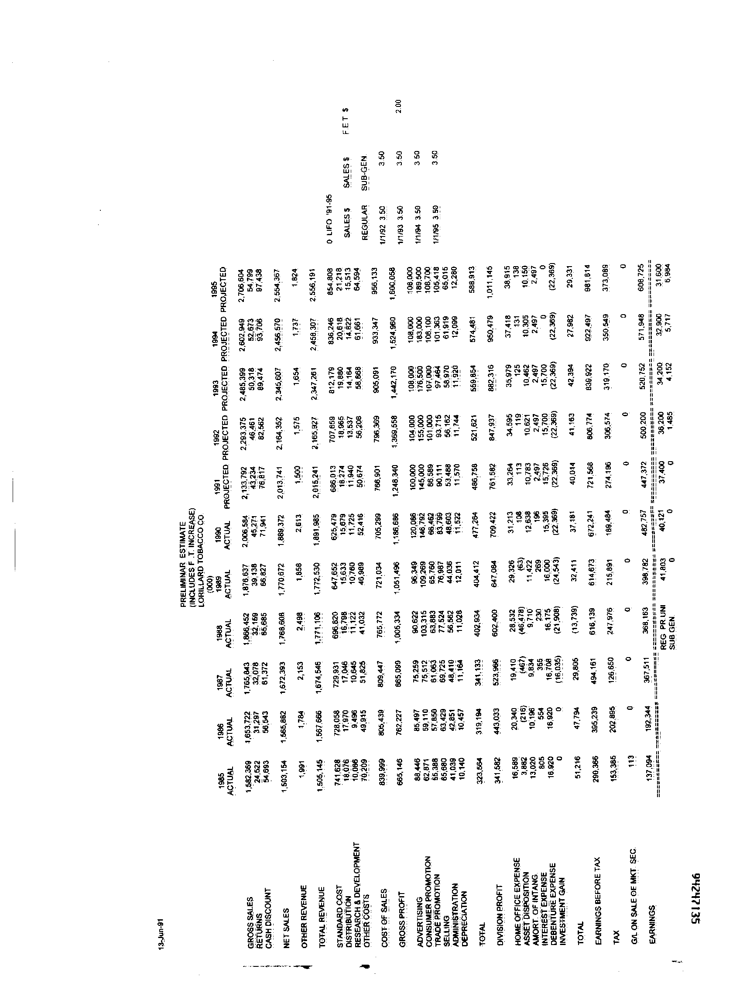 13-Jun-91
PRELIMINAR ESTIMATE
(INCLUDES F .T. INCREASE)
LORILLARD TOBACCO CO
(000)
1985 1986 1987 1988 1989 1990 1991 1992 1993 1994 1995
ACTUAL ACTUAL ACTUAL ACTUAL ACTUAL ACTUAL PROJECTED PROJECTED PROJECTED PROJECTED PROJECTED
GROSS SALES 1,582,369 1,653,722 1,765,843 1,866,452 1,876,637 2,006,584 2,133,792 2,293,375 2,485,399 2,602,949 2,706,604
RETURNS 24,522 31,297 32,078 32,169 39,138 45,271 43,234 46,461 50,318 52,673 54,799
CASH DISCOUNT 54,693 56,543 61,372 65,685 66,827 71,941 76,817 82,562 89,474 93,706 97,438
NET SALES 1,503,154 1,565,882 1,672,393 1,768,608 1,770,672 1,889,372 2,013,741 2,164,352 2,345,607 2,456,570 2,554,367
OTHER REVENUE 1,991 1,784 2,153 2,498 1,858 2,613 1,500 1,575 1,654 1,737 1,824
TOTAL REVENUE 1,505,145 1,567,666 1,674,546 1,771,106 1,772,530 1,891,985 2,015,241 2,165,927 2,347,261 2,458,307 2,556,191
0 LIFO '91-95
STANDARD COST 741,628 728,058 729,931 696,820 647,652 625,479 686,013 707,659 812,179 836,246 854,808
DISTRIBUTION 18,076 17,970 17,046 16,798 15,633 15,679 18,274 18,965 19,880 20,618 21,218
RESEARCH & DEVELOPMENT 10,086 9,496 10,645 11,122 10,760 11,725 11,940 13,537 14,164 14,822 15,513
OTHER COSTS 70,209 49,915 51,825 41,032 46,989 52,416 50,674 56,208 58,868 61,661 64,594
SALES $ SALES $ F E T $
REGULAR SUB-GEN
COST OF SALES 839,999 805,439 809,447 765,772 721,034 705,299 766,901 796,369 905,091 933,347 956,133
1/1/92 3.50 3.50
GROSS PROFIT 665,146 762,227 865,099 1,005,334 1,051,496 1,186,686 1,248,340 1,369,558 1,442,170 1,524,960 1,600,058
1/1/93 3.50 3.50 2.00
ADVERTISING 88,446 85,497 75,259 90,622 96,349 120,086 100,000 104,000 108,000 108,000 108,000
CONSUMER PROMOTION 62,871 59,110 75,512 103,315 109,269 146,792 145,000 155,000 176,500 183,000 189,500
TRADE PROMOTION 55,388 57,850 61,063 63,883 65,760 66,462 86,589 101,000 107,000 108,100 108,700
SELLING 65,680 63,429 69,725 77,524 76,987 83,799 90,111 93,715 97,464 101,363 105,418
ADMINISTRATION 41,039 42,851 48,410 56,562 44,036 48,603 53,488 56,162 58,970 61,919 65,015
DEPRECIATION 10,140 10,457 11,164 11,028 12,011 11,522 11,570 11,744 11,920 12,099 12,280
1/1/94 3.50 3.50
1/1/95 3.50 3.50
TOTAL 323,564 319,194 341,133 402,934 404,412 477,264 486,758 521,621 559,854 574,481 588,913
DIVISION PROFIT 341,582 443,033 523,966 602,400 647,084 709,422 761,582 847,937 882,316 950,479 1,011,145
HOME OFFICE EXPENSE 16,589 20,340 19,410 28,532 29,326 31,213 33,264 34,595 35,979 37,418 38,915
ASSET DISPOSITION 3,882 (216) (467) (46,478) (63) 108 113 119 125 131 138
AMORT OF INTANG 13,020 10,196 9,834 9,710 11,422 12,638 10,783 10,621 10,462 10,305 10,150
INTEREST EXPENSE 805 554 355 230 269 196 2,497 2,497 2,497 2,497 2,497
DEBENTURE EXPENSE 16,920 16,920 16,708 16,175 16,000 15,395 15,726 15,700 15,700 0 0
INVESTMENT GAIN 0 (16,035) (21,908) (24,543) (22,369) (22,369) (22,369) (22,369) (22,369) (22,369)
TOTAL 51,216 47,794 29,805 (13,739) 32,411 37,181 40,014 41,163 42,394 27,982 29,331
EARNINGS BEFORE TAX 290,366 395,239 494,161 616,139 614,673 672,241 721,568 806,774 839,922 922,497 981,814
TAX 153,385 202,895 126,650 247,976 215,891 189,484 274,196 306,574 319,170 350,549 373,089
G/L ON SALE OF MKT SEC. 113 0 0 0 0 0 0 0 0 0 0
EARNINGS 137,094 192,344 367,511 368,163 398,782 482,757 447,372 500,200 520,752 571,948 608,725
REG PR UNI 41,803 40,121 37,400 36,200 34,200 32,900 31,600
SUB GEN 0 0 1,485 4,152 5,717 6,984
94247135